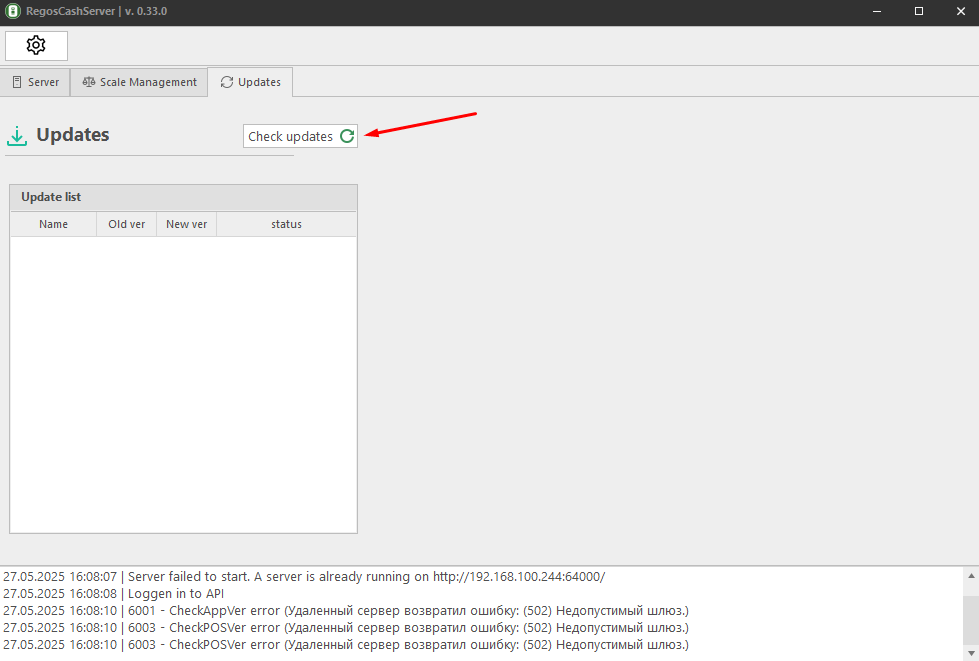 RegosCashServer | v. 0.33.0
Server
Scale Management
Updates
Updates
Check updates
Update list
Name Old ver New ver status
27.05.2025 16:08:07 | Server failed to start. A server is already running on http://192.168.100.244:64000/
27.05.2025 16:08:08 | Loggen in to API
27.05.2025 16:08:10 | 6001 - CheckAppVer error (Удаленный сервер возвратил ошибку: (502) Недопустимый шлюз.)
27.05.2025 16:08:10 | 6003 - CheckPOSVer error (Удаленный сервер возвратил ошибку: (502) Недопустимый шлюз.)
27.05.2025 16:08:10 | 6003 - CheckPOSVer error (Удаленный сервер возвратил ошибку: (502) Недопустимый шлюз.)